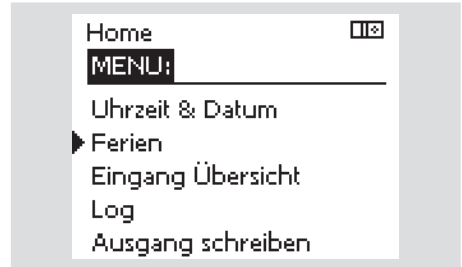 Home
MENU:
Uhrzeit & Datum
Ferien
Eingang Übersicht
Log
Ausgang schreiben